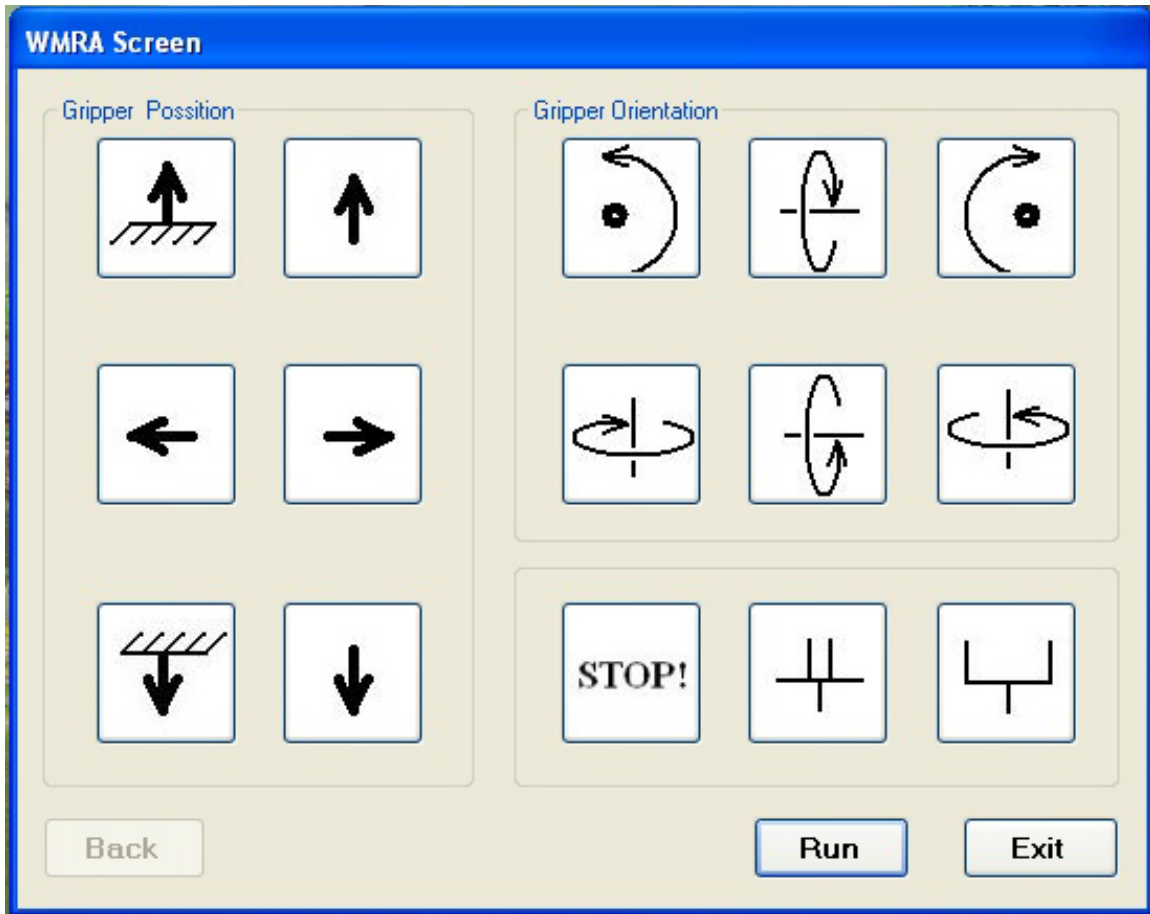 WMRA Screen
Gripper Possition
Gripper Orientation
STOP!
Back
Run
Exit